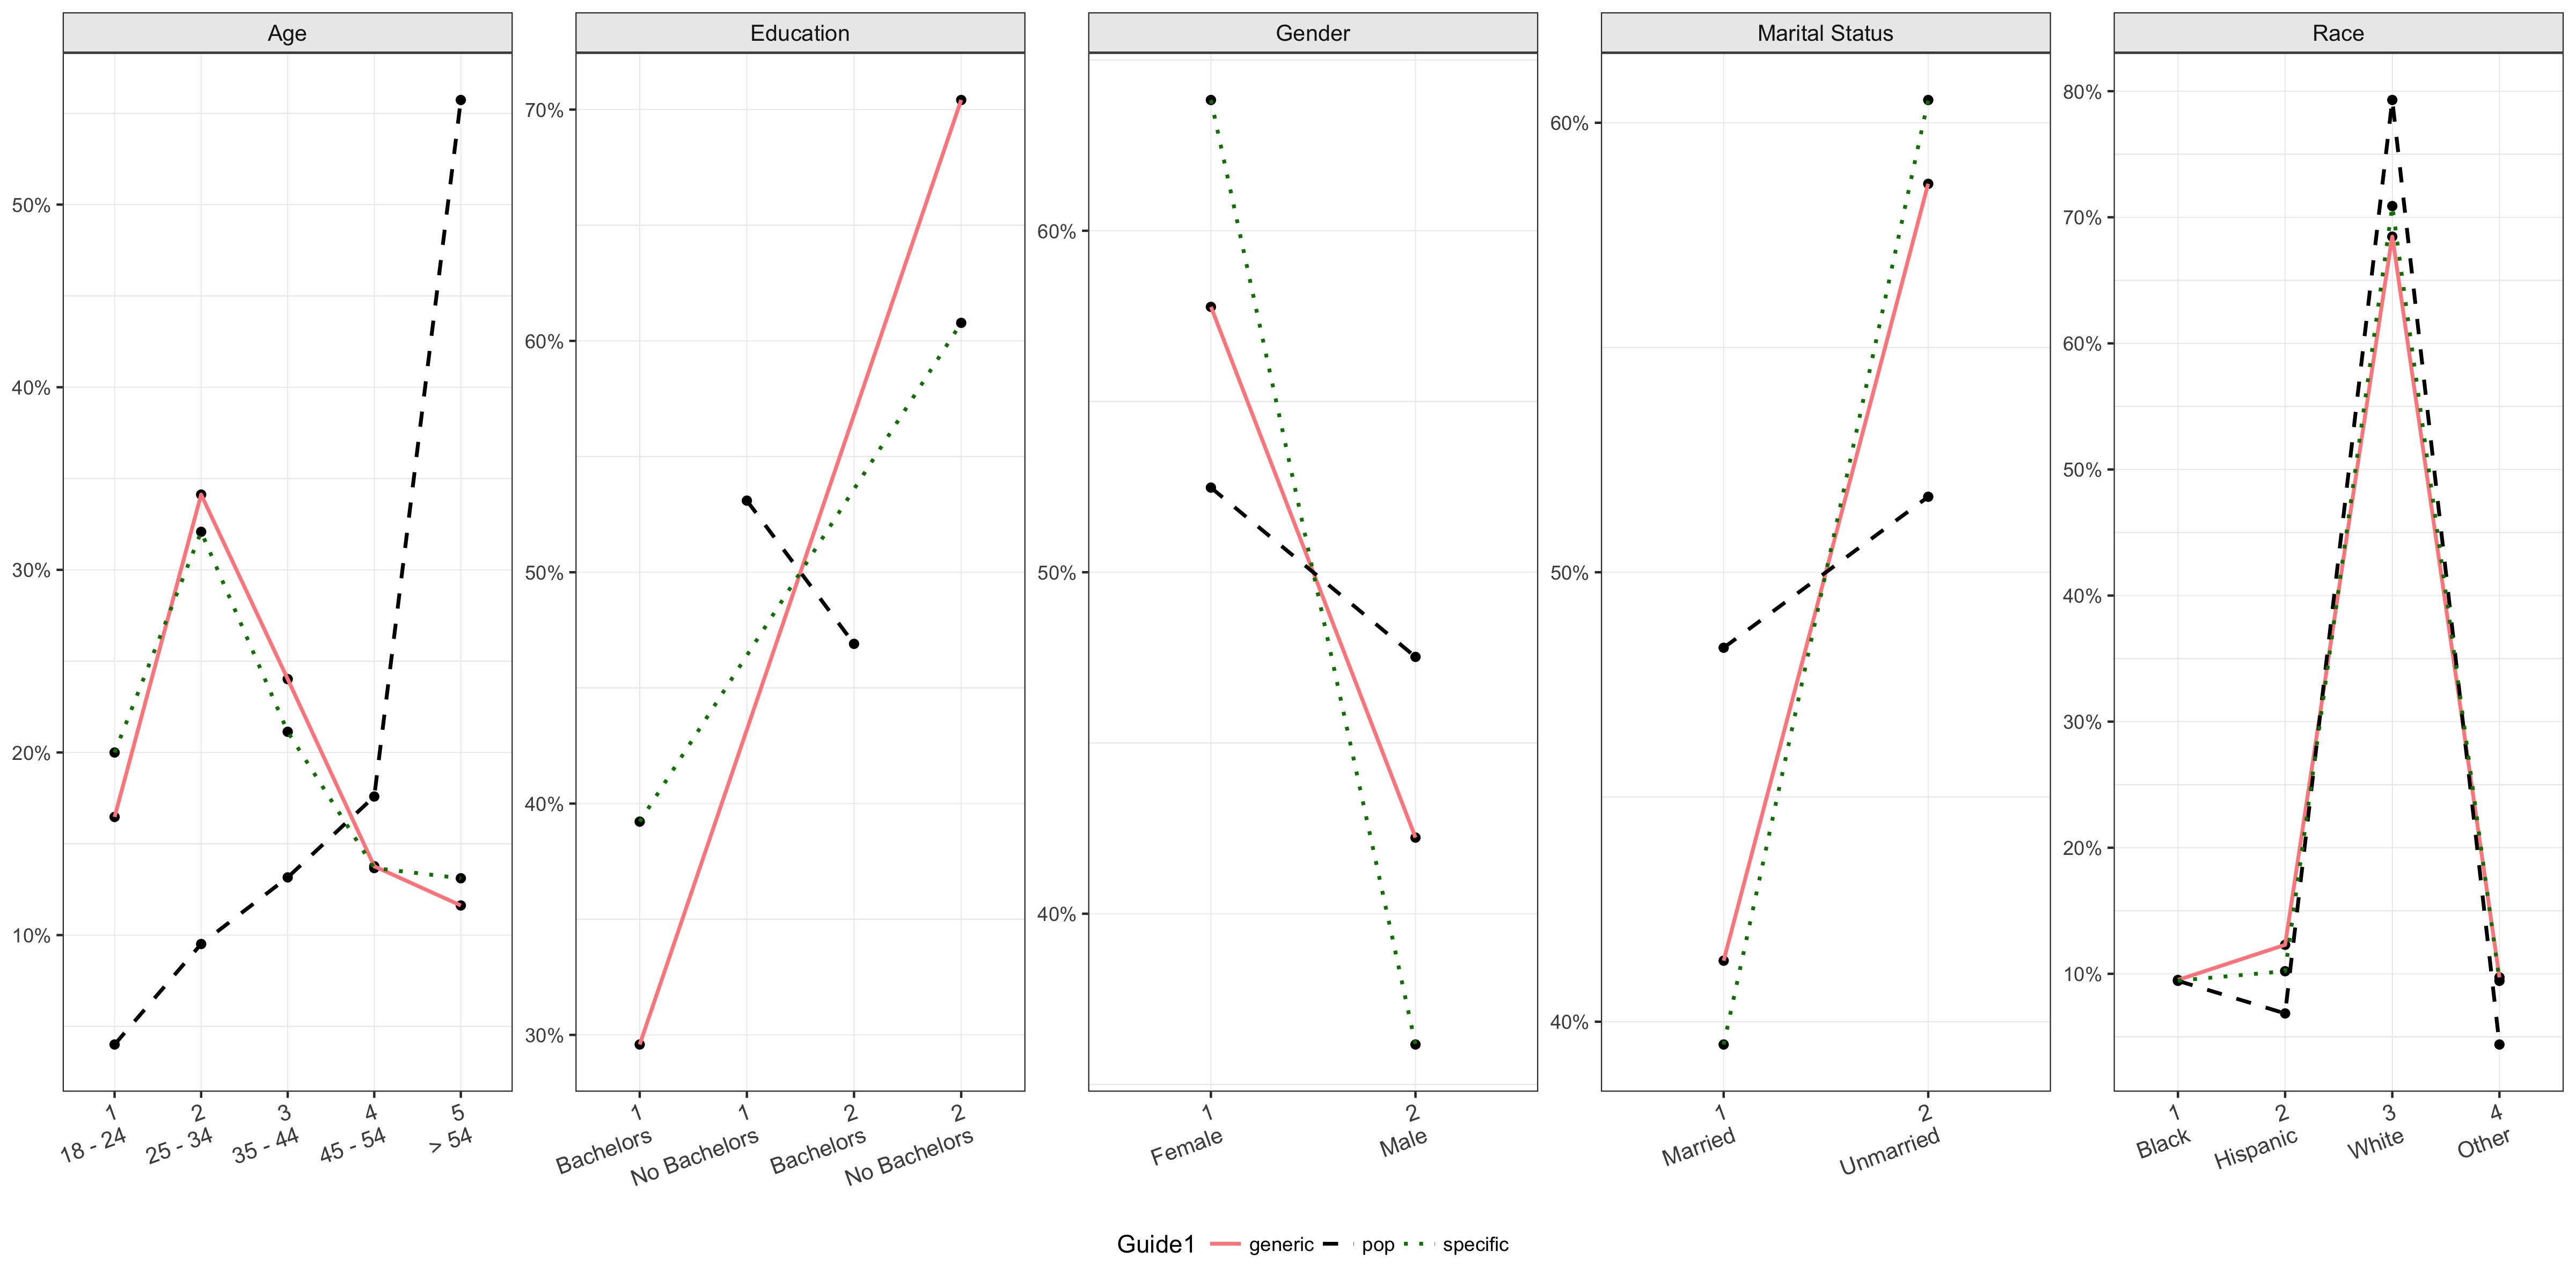 Age
Education
Gender
Marital Status
Race
50%
40%
30%
20%
10%
1
18 - 24
2
25 - 34
3
35 - 44
4
45 - 54
5
> 54
70%
60%
50%
40%
30%
1
Bachelors
1
No Bachelors
2
Bachelors
2
No Bachelors
60%
50%
40%
1
Female
2
Male
60%
50%
40%
1
Married
2
Unmarried
80%
70%
60%
50%
40%
30%
20%
10%
1
Black
2
Hispanic
3
White
4
Other
Guide1 generic pop specific